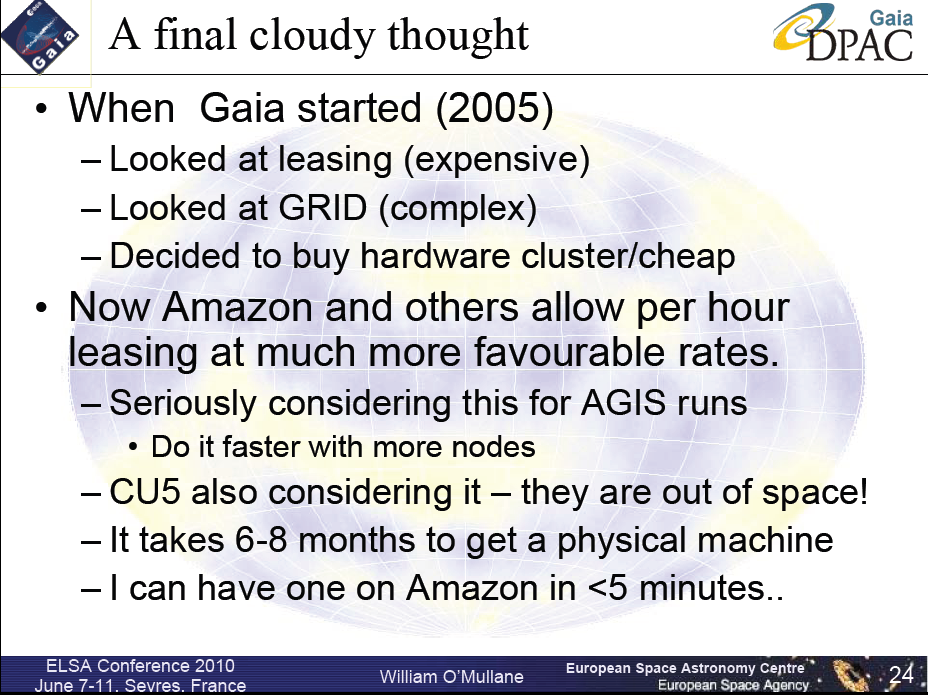 esa
Gaia
A final cloudy thought
Gaia
DPAC
• When  Gaia started (2005)
– Looked at leasing (expensive)
– Looked at GRID (complex)
– Decided to buy hardware cluster/cheap
• Now Amazon and others allow per hour
leasing at much more favourable rates.
– Seriously considering this for AGIS runs
• Do it faster with more nodes
– CU5 also considering it – they are out of space!
– It takes 6-8 months to get a physical machine
– I can have one on Amazon in <5 minutes..
ELSA Conference 2010
June 7-11, Sevres, France
William O'Mullane
European Space Astronomy Centre
European Space Agency
24